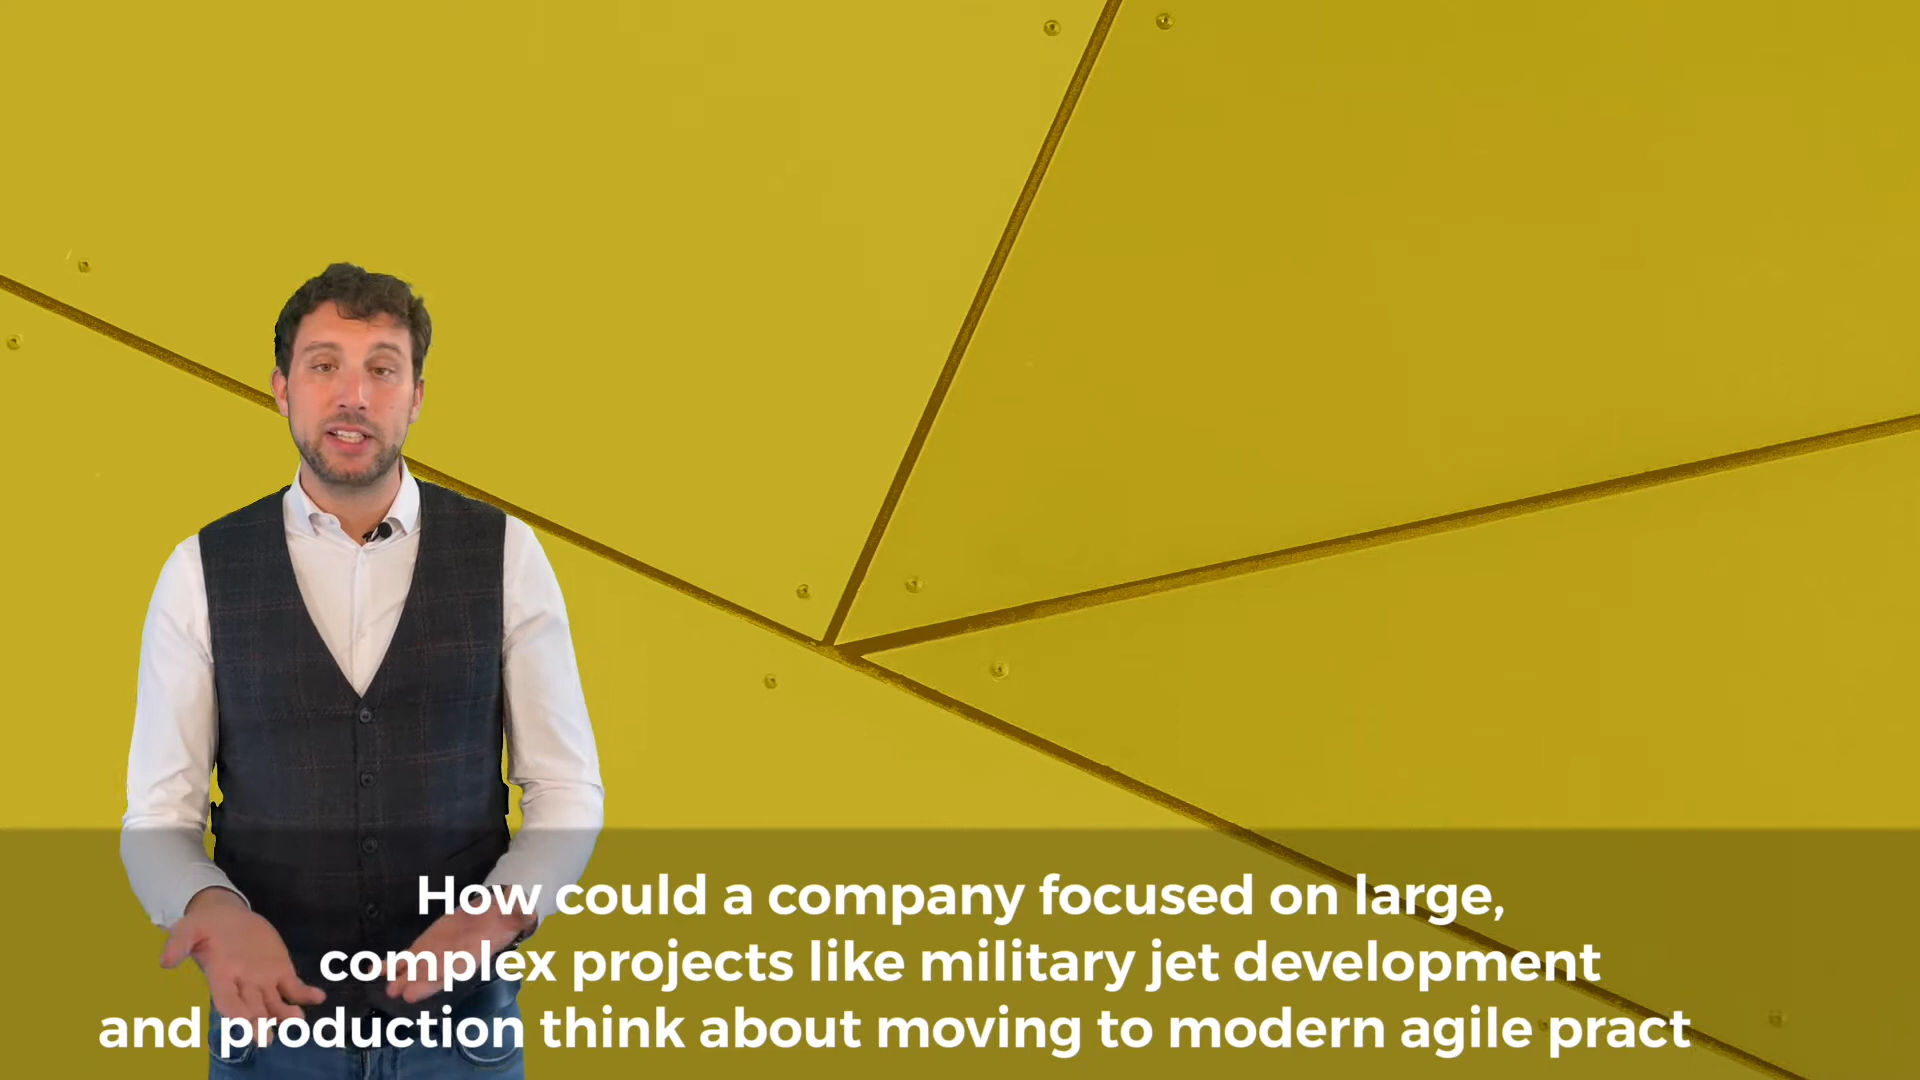 How could a company focused on large,
complex projects like military jet development
and production think about moving to modern agile pract